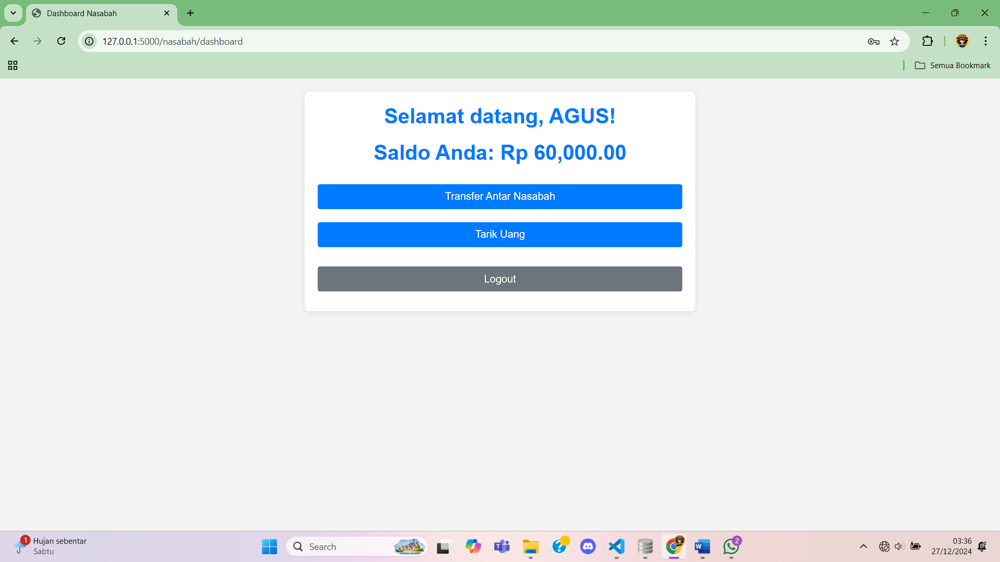 Dashboard Nasabah
127.0.0.1:5000/nasabah/dashboard
Semua Bookmark
Selamat datang, AGUS!
Saldo Anda: Rp 60,000.00
Transfer Antar Nasabah
Tarik Uang
Logout
1
Hujan sebentar
Sabtu
Search
2
03:36
27/12/2024